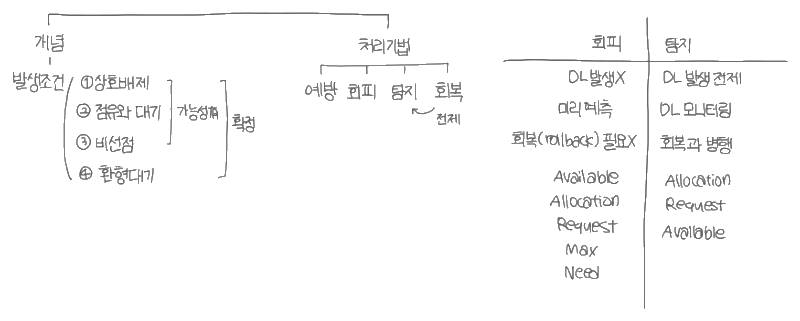 개념
발생조건
① 상호배제
② 점유와 대기
③ 비선점
④ 환형대기
확정
처리기법
예방 회피 탐지 회복
전제
회피 탐지
DL 발생X DL 발생 전제
미리 예측 DL 모니터링
회복(rollback) 필요X 회복과 병행
Available Allocation
Allocation Request
Request Available
Max
Need